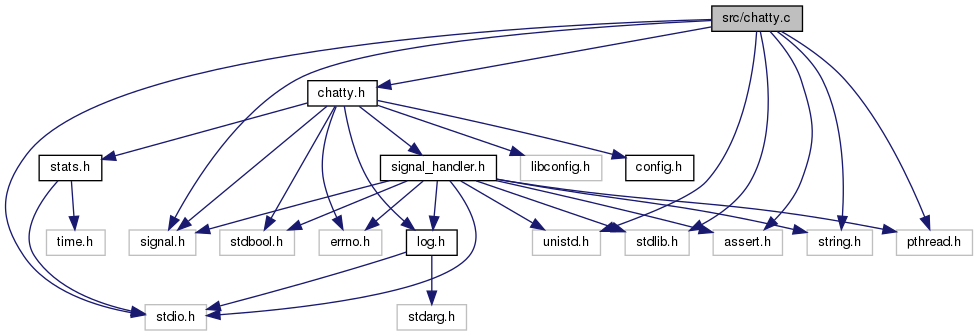 src/chatty.c
chatty.h
stats.h
signal_handler.h
libconfig.h
config.h
time.h
signal.h
stdbool.h
errno.h
log.h
unistd.h
stdlib.h
assert.h
string.h
pthread.h
stdio.h
stdarg.h